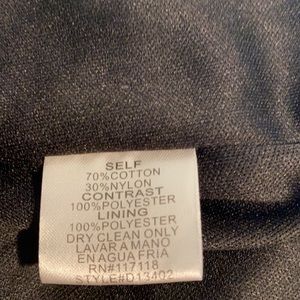 SELF
70%COTTON
30%NYLON
CONTRAST
100%POLYESTER
LINING
100%POLYESTER
DRY CLEAN ONLY
LAVAR A MANO
EN AGUA FRIA
RN#117118
STYLE#D13402